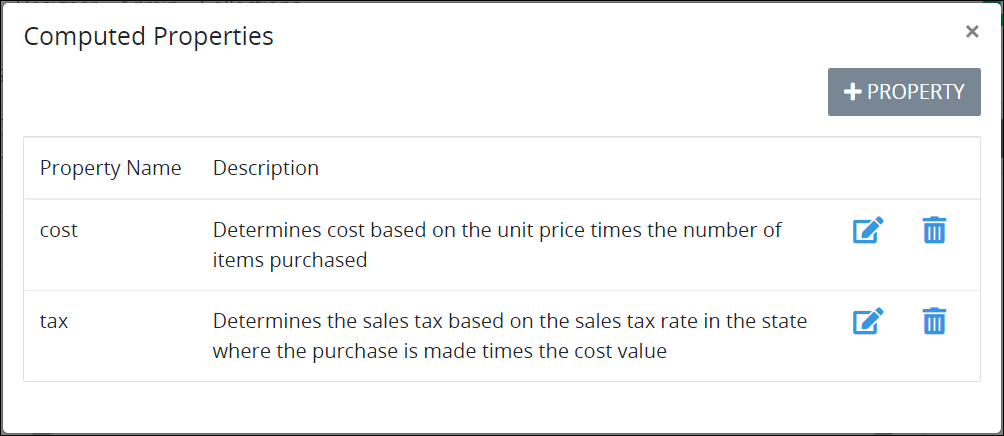 Computed Properties
×
+ PROPERTY
Property Name Description
cost Determines cost based on the unit price times the number of
items purchased
tax Determines the sales tax based on the sales tax rate in the state
where the purchase is made times the cost value